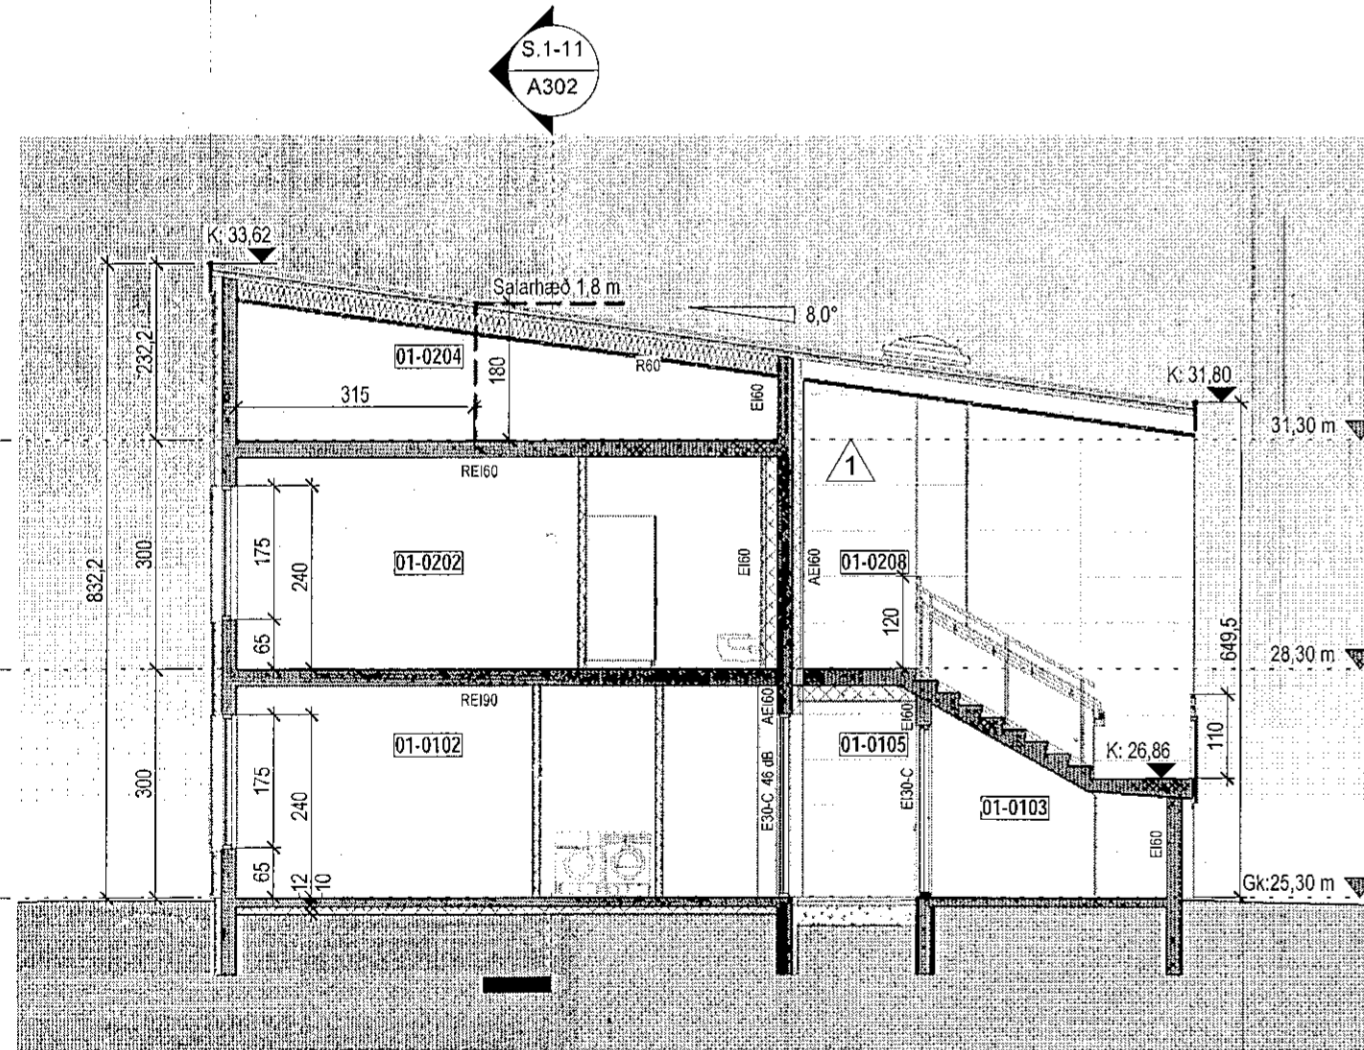 S.1-11
A302
K: 33,62
Salarhæð 1,8 m
8,0°
01-0204
R60
180
K: 31,80
232,2
315
EI60
31,30 m
1
REI60
832,2
300
175
240
01-0202
EI60
AEI60
01-0208
120
65
649,5
28,30 m
REI90
AEI60
EI60
01-0102
01-0105
K: 26,86
110
300
175
240
E30-C 46 dB
EI30-C
01-0103
EI60
65
12
10
Gk:25,30 m